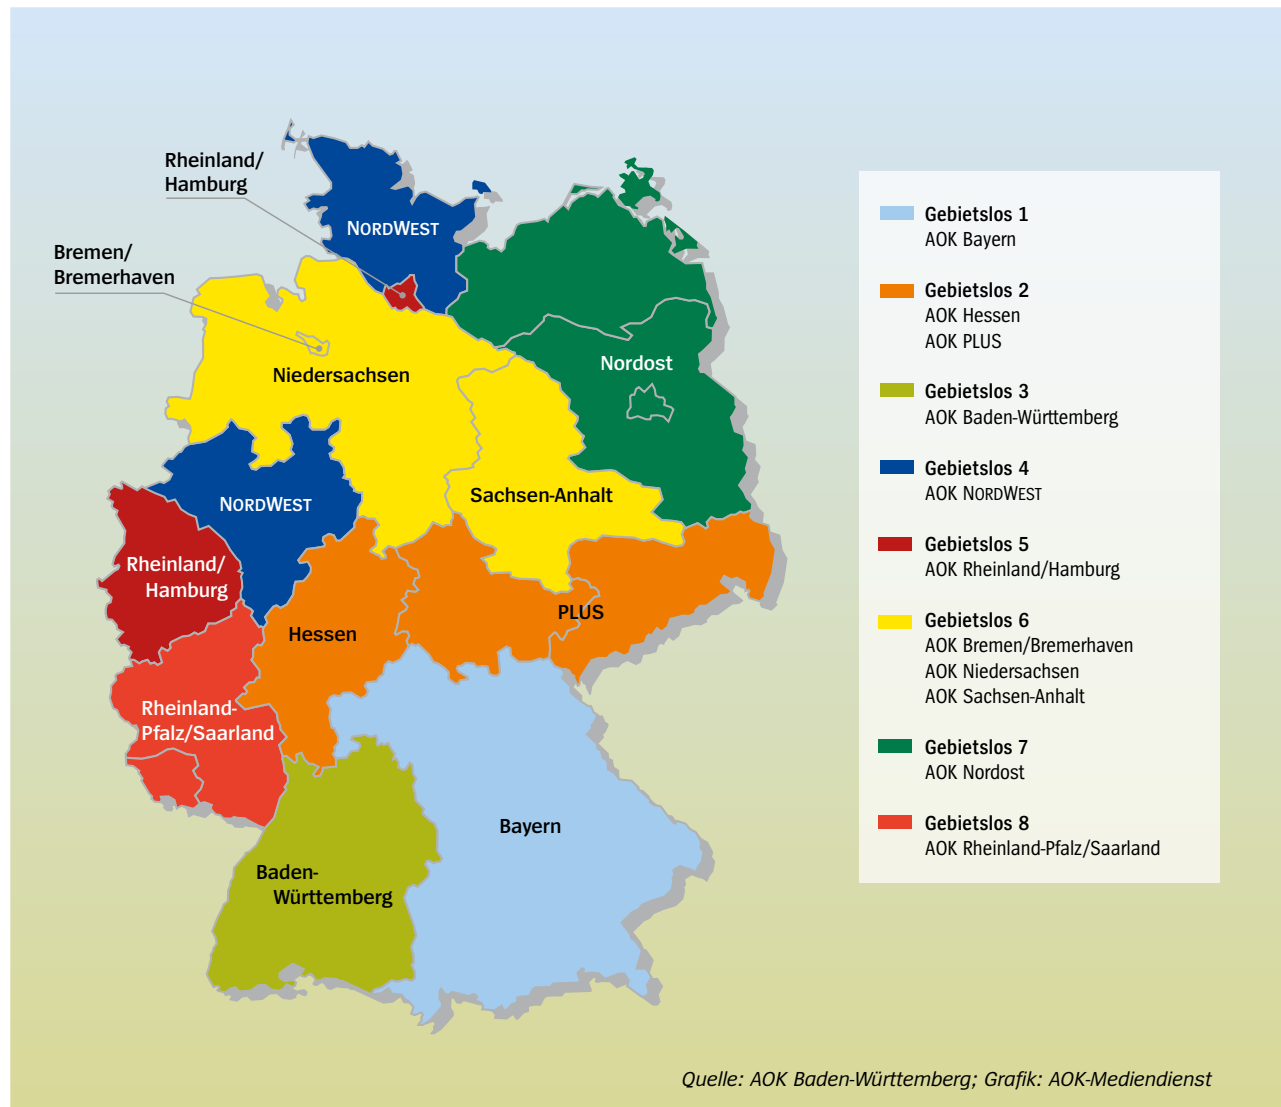 Rheinland/
Hamburg
NORDWEST
Bremen/
Bremerhaven
Niedersachsen
Nordost
NORDWEST
Sachsen-Anhalt
Rheinland/
Hamburg
Hessen
PLUS
Rheinland-
Pfalz/Saarland
Bayern
Baden-
Württemberg
Gebietslos 1
AOK Bayern
Gebietslos 2
AOK Hessen
AOK PLUS
Gebietslos 3
AOK Baden-Württemberg
Gebietslos 4
AOK NORDWEST
Gebietslos 5
AOK Rheinland/Hamburg
Gebietslos 6
AOK Bremen/Bremerhaven
AOK Niedersachsen
AOK Sachsen-Anhalt
Gebietslos 7
AOK Nordost
Gebietslos 8
AOK Rheinland-Pfalz/Saarland
Quelle: AOK Baden-Württemberg; Grafik: AOK-Mediendienst